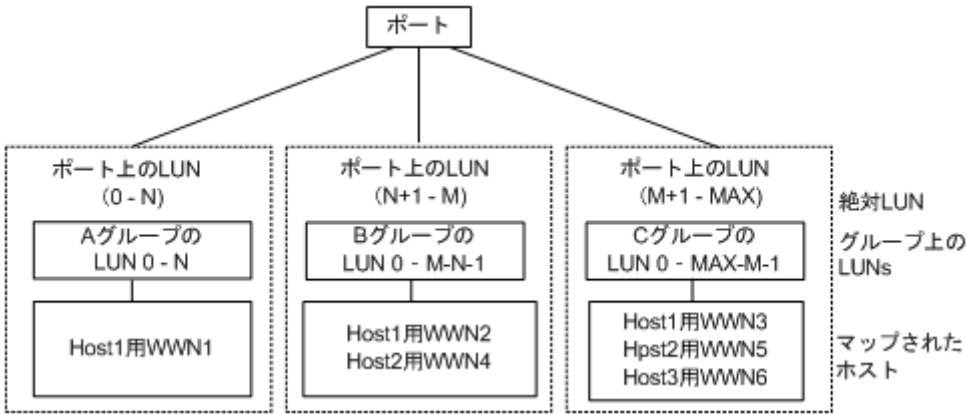 ポート
ポート上のLUN
(0 - N)
Aグループの
LUN 0 - N
Host1用WWN1
ポート上のLUN
(N+1 - M)
Bグループの
LUN 0 - M-N-1
Host1用WWN2
Host2用WWN4
ポート上のLUN
(M+1 - MAX)
Cグループの
LUN 0 - MAX-M-1
Host1用WWN3
Hpst2用WWN5
Host3用WWN6
絶対LUN
グループ上の
LUNs
マップされた
ホスト